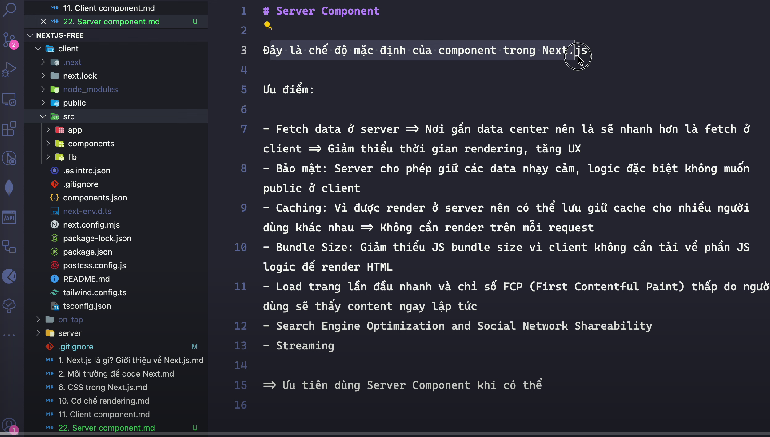 11. Client component.md
22. Server component.md U
NEXTJS-FREE
client
.next
next.lock
node_modules
public
src
app
components
lib
.eslintrc.json
.gitignore
components.json
next-env.d.ts
next.config.mjs
package-lock.json
package.json
postcss.config.js
README.md
tailwind.config.ts
tsconfig.json
on_tap
server
.gitignore M
1. Next.js là gì? Giới thiệu về Next.js.md
2. Môi trường để code Next.md
6. CSS trong Next.js.md
10. Cơ chế rendering.md
11. Client component.md
22. Server component.md U
2
1
1 # Server Component
2
3 Đây là chế độ mặc định của component trong Next.js
4
5 Ưu điểm:
6
7 - Fetch data ở server => Nơi gần data center nên là sẽ nhanh hơn là fetch ở
client => Giảm thiểu thời gian rendering, tăng UX
8 - Bảo mật: Server cho phép giữ các data nhạy cảm, logic đặc biệt không muốn
public ở client
9 - Caching: Vì được render ở server nên có thể lưu giữ cache cho nhiều người
dùng khác nhau => Không cần render trên mỗi request
10 - Bundle Size: Giảm thiểu JS bundle size vì client không cần tải về phần JS
logic để render HTML
11 - Load trang lần đầu nhanh và chỉ số FCP (First Contentful Paint) thấp do người
dùng sẽ thấy content ngay lập tức
12 - Search Engine Optimization and Social Network Shareability
13 - Streaming
14
15 => Ưu tiên dùng Server Component khi có thể
16